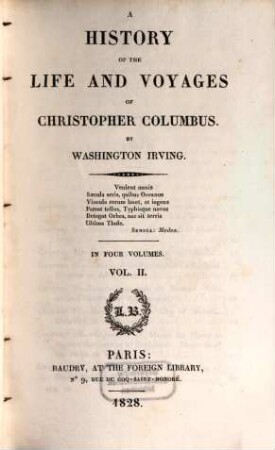 A
HISTORY
OF THE
LIFE AND VOYAGES
OF
CHRISTOPHER COLUMBUS.
BY
WASHINGTON IRVING.
Venient annis
Sæcula seris, quibus Oceanus
Vincula rerum laxet, et ingens
Pateat tellus, Typhisque novos
Detegat Orbes, nec sit terris
Ultima Thule.
SENECA: Medea.
IN FOUR VOLUMES.
VOL. II.
L.B.
PARIS:
BAUDRY, AT THE FOREIGN LIBRARY,
N° 9, RUE DU COQ-SAINT-HONORÉ.
1828.